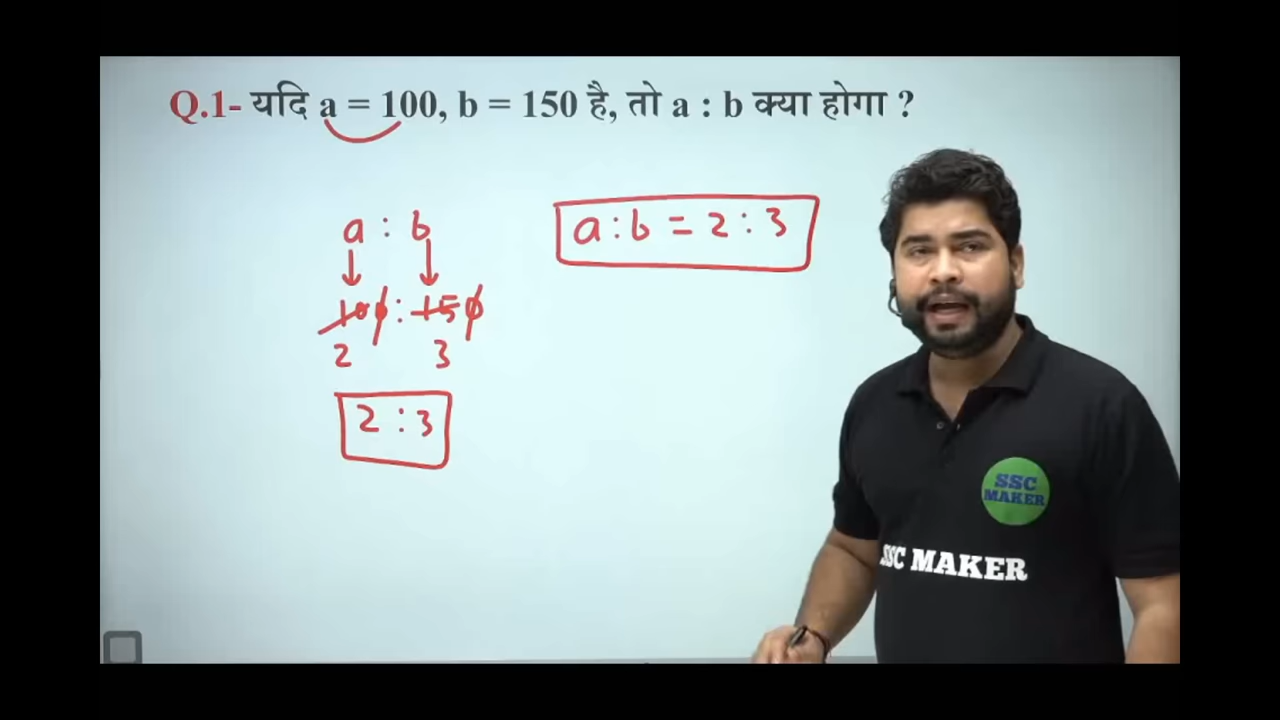 Q.1- यदि a = 100, b = 150 है, तो a : b क्या होगा ?
a : b
a : b = 2 : 3
100 : 150
2 3
2 : 3
SSC
MAKER
SSC MAKER